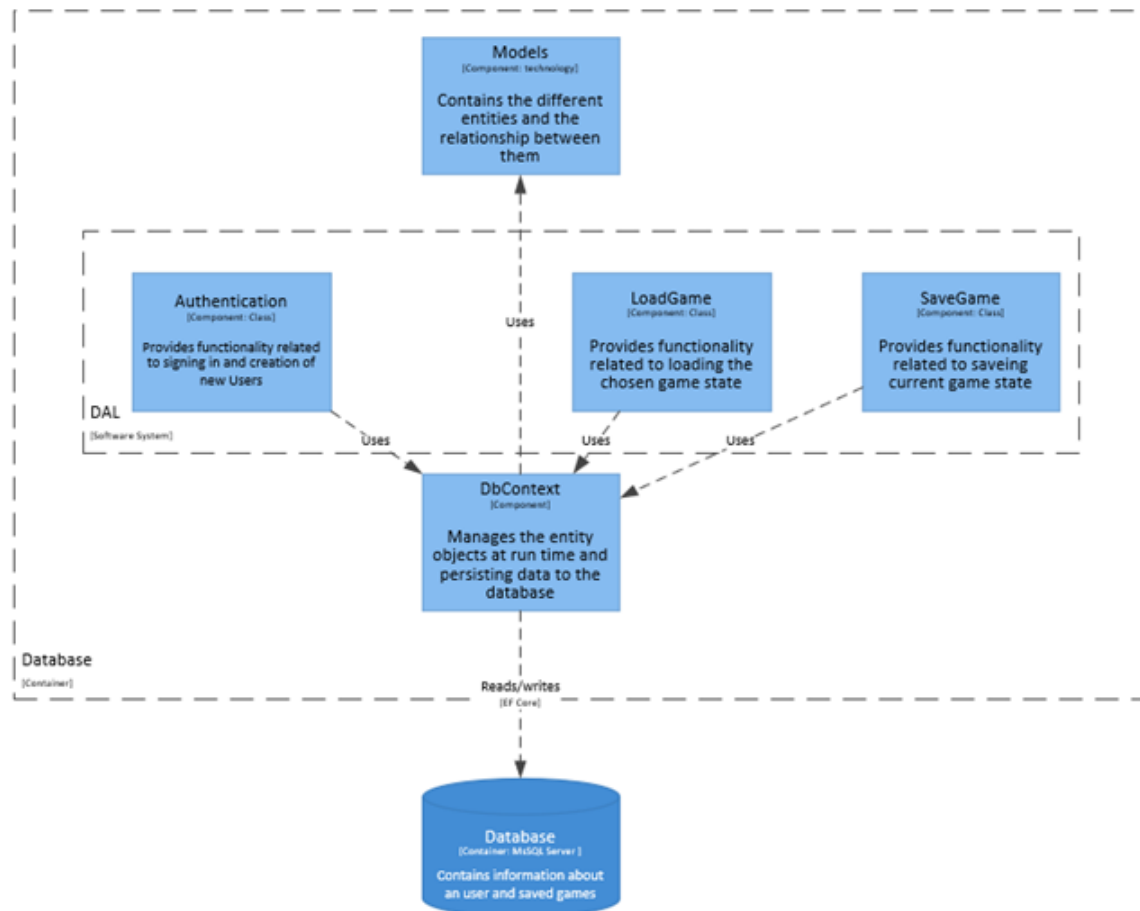 Models
[Component: technology]
Contains the different
entities and the
relationship between
them
Authentication
[Component: Class]
Provides functionality related
to signing in and creation of
new Users
LoadGame
[Component: Class]
Provides functionality
related to loading the
chosen game state
SaveGame
[Component: Class]
Provides functionality
related to saveing
current game state
Uses
DAL
[Software System]
Uses
Uses
Uses
DbContext
[Component]
Manages the entity
objects at run time and
persisting data to the
database
Database
[Container]
Reads/writes
[EF Core]
Database
[Container: MsSQL Server ]
Contains information about
an user and saved games